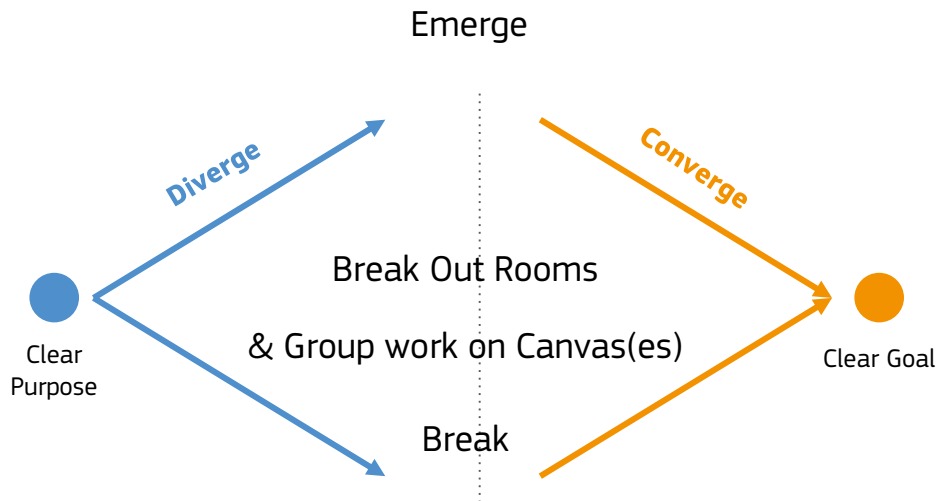 Emerge
Diverge
Converge
Break Out Rooms
& Group work on Canvas(es)
Clear
Purpose
Clear Goal
Break